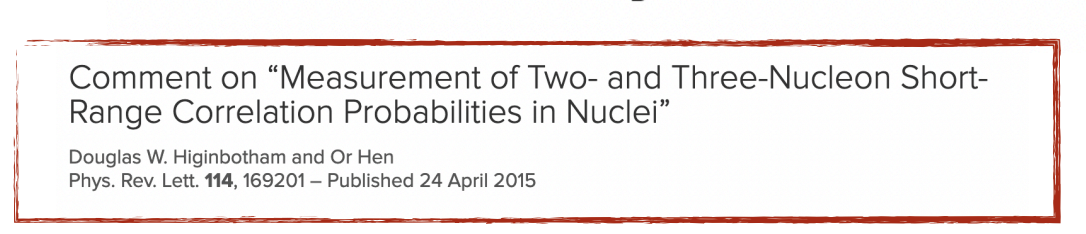 Comment on “Measurement of Two- and Three-Nucleon Short-
Range Correlation Probabilities in Nuclei”
Douglas W. Higinbotham and Or Hen
Phys. Rev. Lett. 114, 169201 – Published 24 April 2015